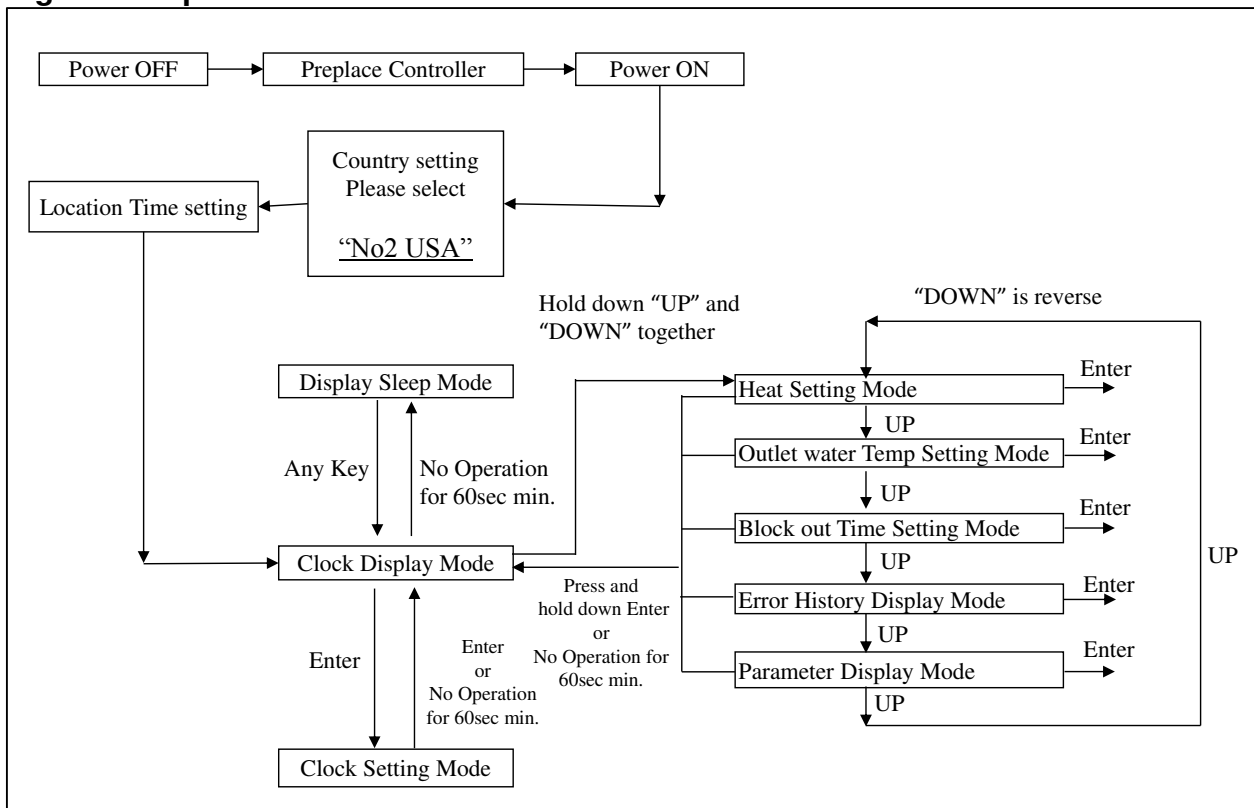 Power OFF
Preplace Controller
Power ON
Country setting
Please select
“No2 USA”
Location Time setting
Hold down “UP” and
“DOWN” together
“DOWN” is reverse
Display Sleep Mode
Any Key
No Operation
for 60sec min.
Clock Display Mode
Enter
Enter
or
No Operation
for 60sec min.
Clock Setting Mode
Press and
hold down Enter
or
No Operation for
60sec min.
Heat Setting Mode
Enter
UP
Outlet water Temp Setting Mode
Enter
UP
Block out Time Setting Mode
Enter
UP
Error History Display Mode
Enter
UP
Parameter Display Mode
Enter
UP
UP